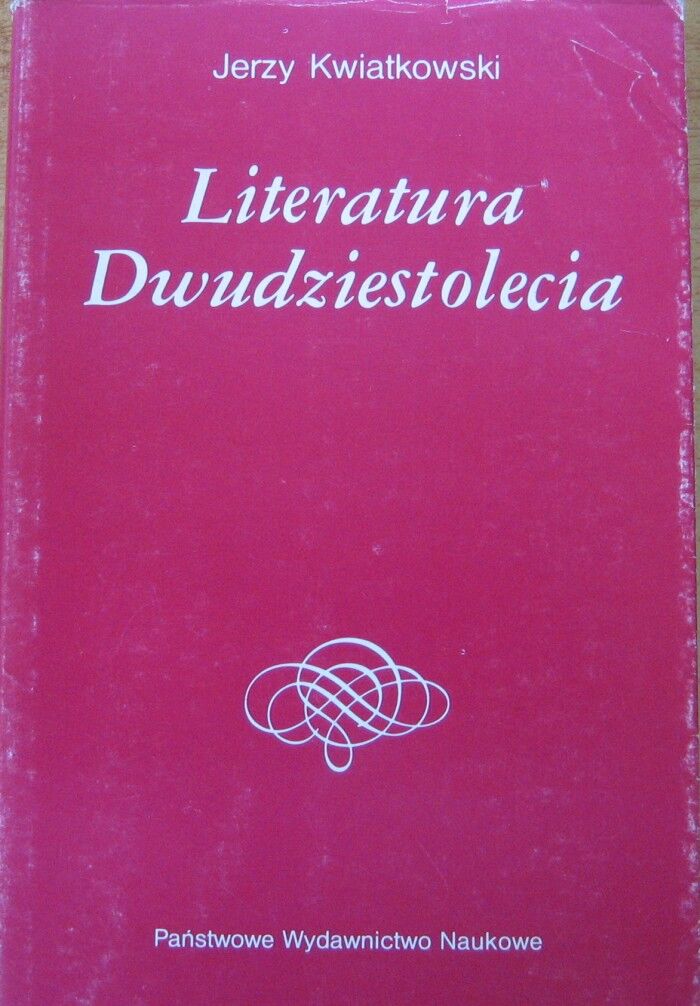 Jerzy Kwiatkowski
Literatura
Dwudziestolecia
Państwowe Wydawnictwo Naukowe